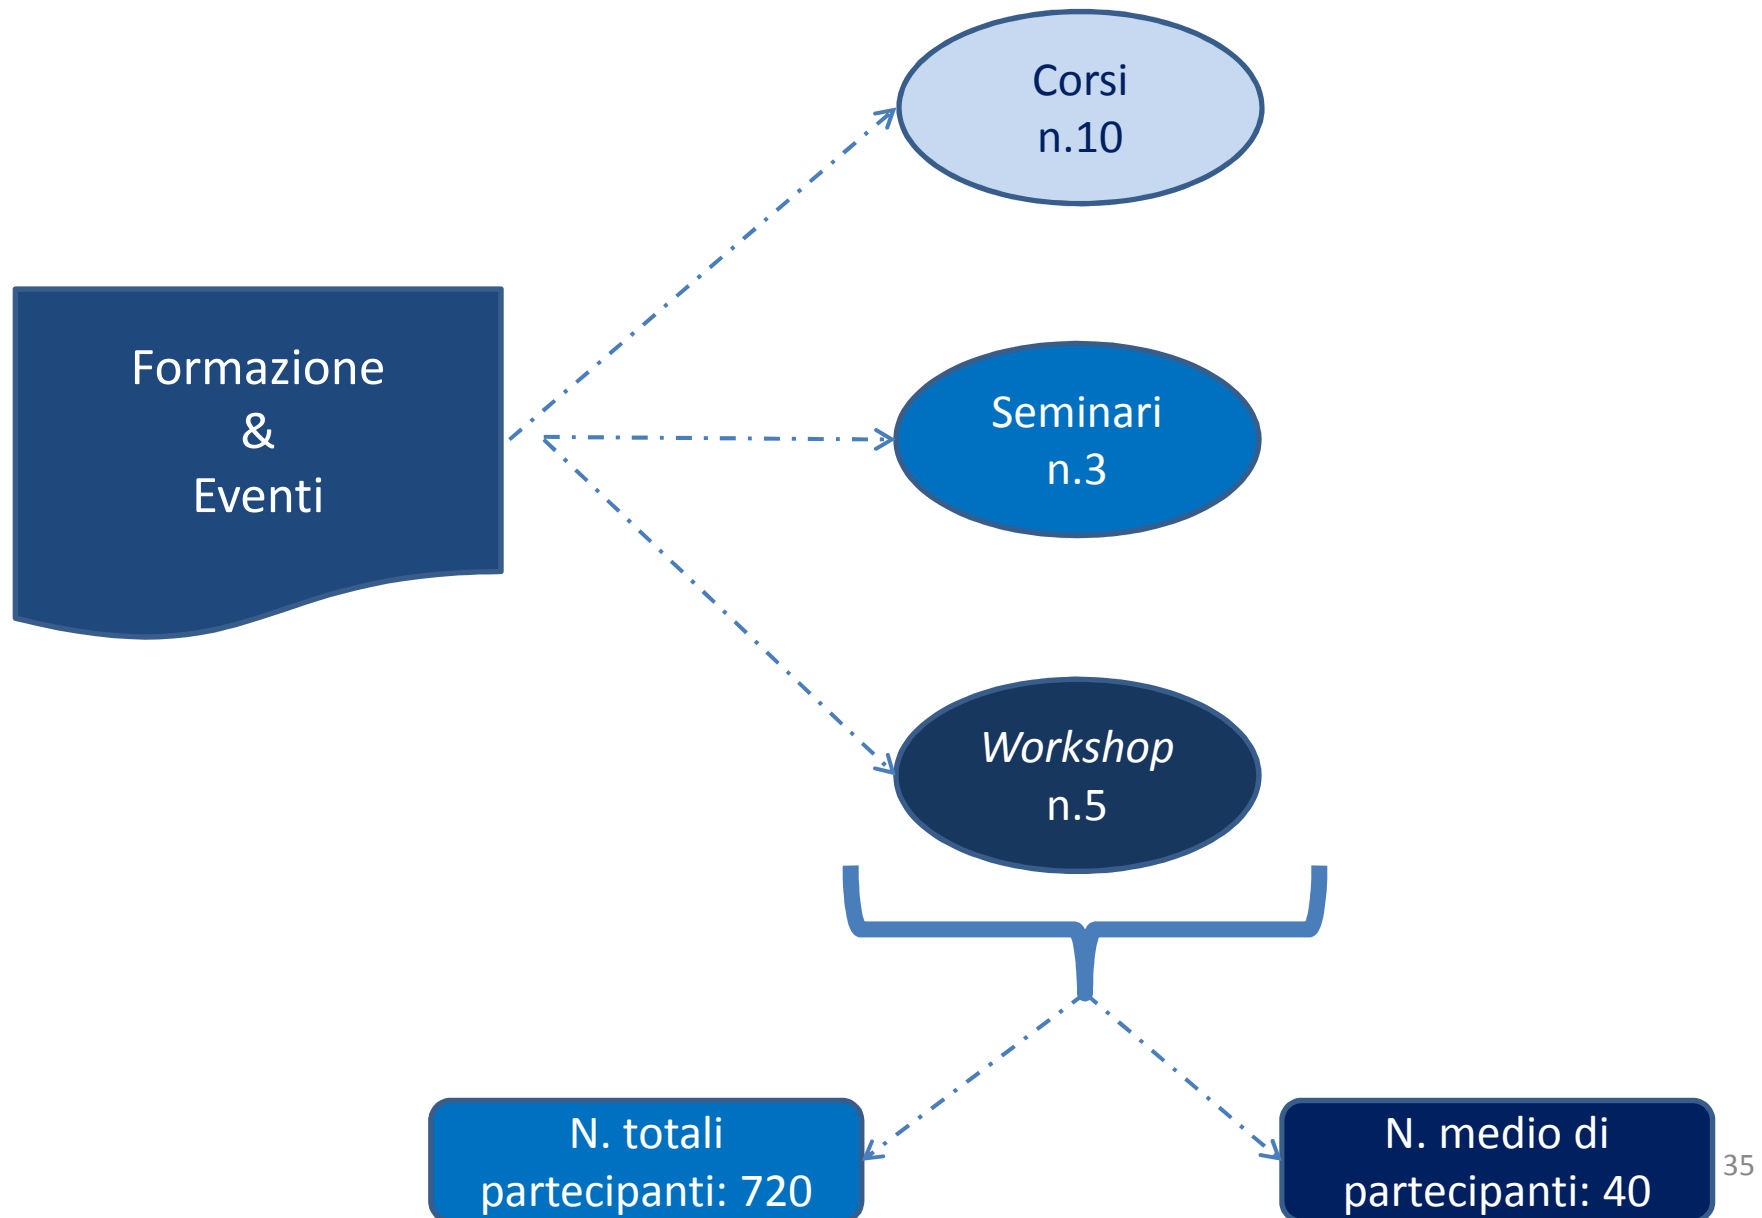 Corsi
n.10
Formazione
&
Eventi
Seminari
n.3
Workshop
n.5
N. totali
partecipanti: 720
N. medio di
partecipanti: 40
35